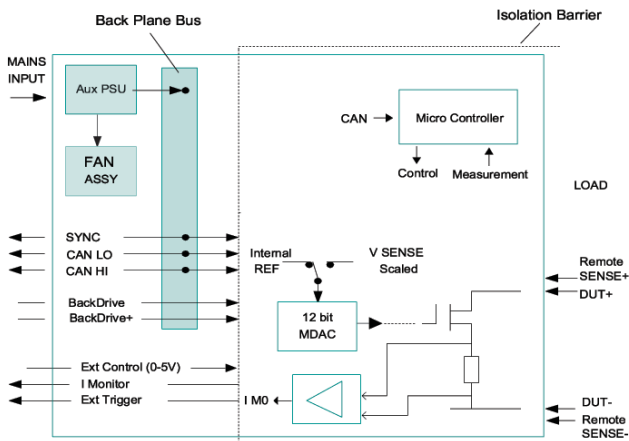 Isolation Barrier
Back Plane Bus
MAINS
INPUT
Aux PSU
FAN
ASSY
CAN
Micro Controller
Control
Measurement
LOAD
SYNC
CAN LO
CAN HI
BackDrive
BackDrive+
Internal
REF
V SENSE
Scaled
12 bit
MDAC
Remote
SENSE+
DUT+
Ext Control (0-5V)
I Monitor
Ext Trigger
I M0
DUT-
Remote
SENSE-